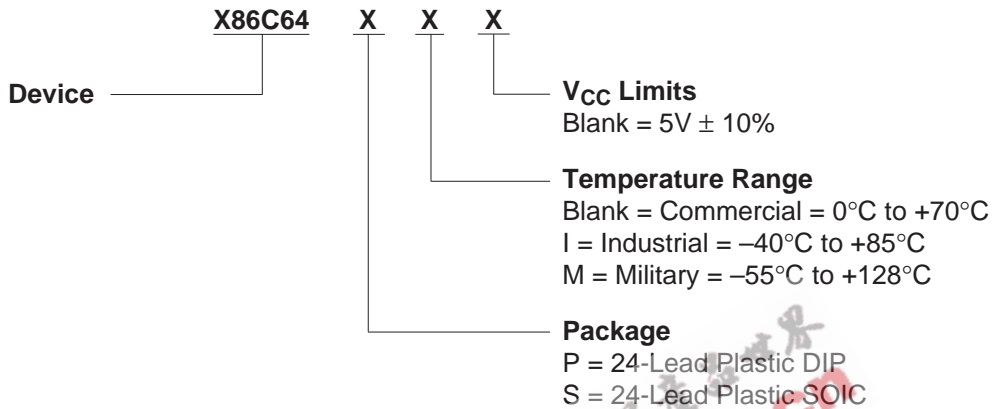 X86C64 X X X
Device
V_CC Limits
Blank = 5V ± 10%
Temperature Range
Blank = Commercial = 0°C to +70°C
I = Industrial = –40°C to +85°C
M = Military = –55°C to +128°C
Package
P = 24-Lead Plastic DIP
S = 24-Lead Plastic SOIC